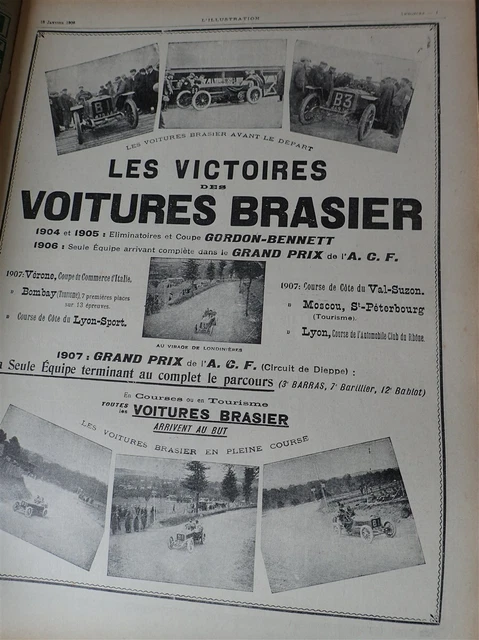 L'ILLUSTRATION
LES VOITURES BRASIER AVANT LE DÉPART
LES VICTOIRES
DES
VOITURES BRASIER
1904 et 1905 : Eliminatoires et Coupe GORDON-BENNETT
1906 : Seule Équipe arrivant complète dans le GRAND PRIX de l'A. C. F.
1907: Vérone, Coupe du Commerce d'Italie.
» Bombay (Tourisme), 7 premières places
sur 13 épreuves.
» Course de Côte du Lyon-Sport.
AU VIRAGE DE LONDINIÈRES
1907: Course de Côte du Val-Suzon.
» Moscou, St-Pétersbourg
(Tourisme).
» Lyon, Course de l'Automobile Club du Rhône.
1907 : GRAND PRIX de l'A. C. F. (Circuit de Dieppe) :
Seule Équipe terminant au complet le parcours (3e BARRAS, 7e Barillier, 12e Bablot)
En Courses ou en Tourisme
TOUTES les VOITURES BRASIER
ARRIVENT AU BUT
LES VOITURES BRASIER EN PLEINE COURSE
B1
B3